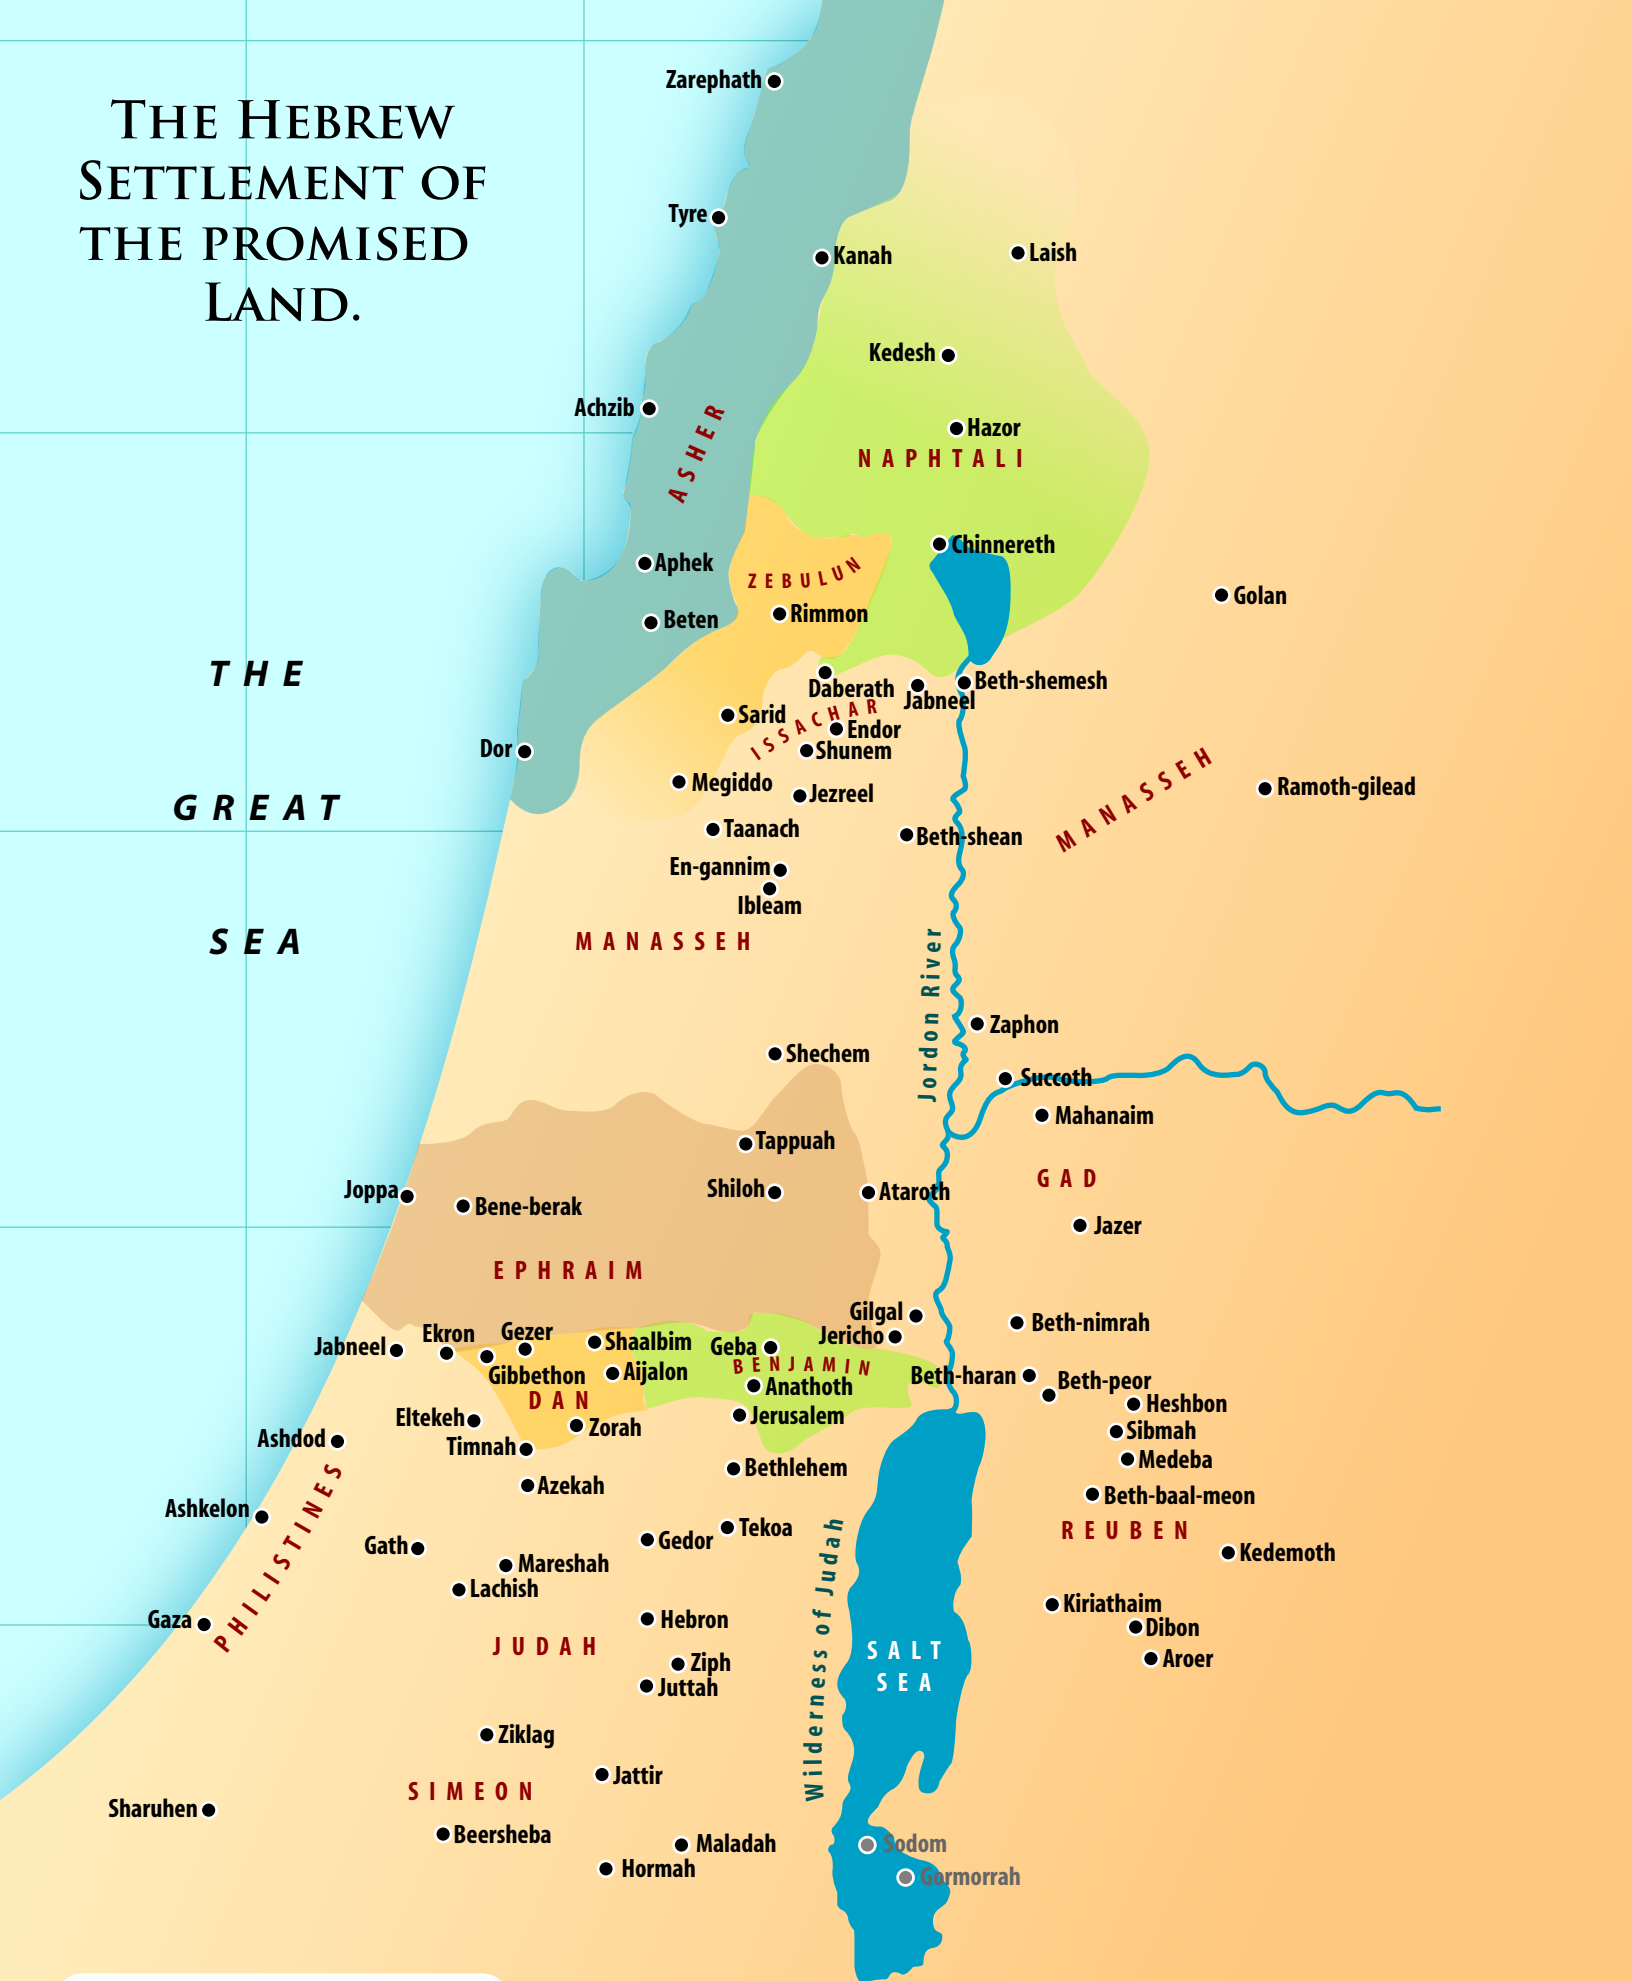 THE HEBREW
SETTLEMENT OF
THE PROMISED
LAND.
Zarephath
Tyre
Kanah
Laish
Kedesh
Achzib
ASHER
Hazor
NAPHTALI
Chinnereth
Aphek
ZEBULUN
Golan
Rimmon
Beten
THE
GREAT
SEA
Daberath
Jabneel
Beth-shemesh
Sarid
ISSACHAR
Endor
Dor
Shunem
Megiddo
Jezreel
MANASSEH
Ramoth-gilead
Taanach
Beth-shean
En-gannim
Ibleam
MANASSEH
Jordon River
Zaphon
Shechem
Succoth
Mahanaim
Tappuah
GAD
Joppa
Bene-berak
Shiloh
Ataroth
Jazer
EPHRAIM
Gilgal
Beth-nimrah
Jericho
Jabneel
Ekron
Gezer
Shaalbim
Geba
BENJAMIN
Gibbethon
Aijalon
Beth-haran
Beth-peor
Anathoth
DAN
Heshbon
Eltekeh
Zorah
Jerusalem
Sibmah
Ashdod
Timnah
Medeba
Bethlehem
Azekah
Beth-baal-meon
Ashkelon
PHILISTINES
Tekoa
REUBEN
Gath
Gedor
Kedemoth
Mareshah
Lachish
Wilderness of Judah
Kiriathaim
Gaza
Hebron
Dibon
JUDAH
SALT
SEA
Aroer
Ziph
Juttah
Ziklag
Jattir
SIMEON
Sharuhen
Beersheba
Maladah
Sodom
Hormah
Gormorrah